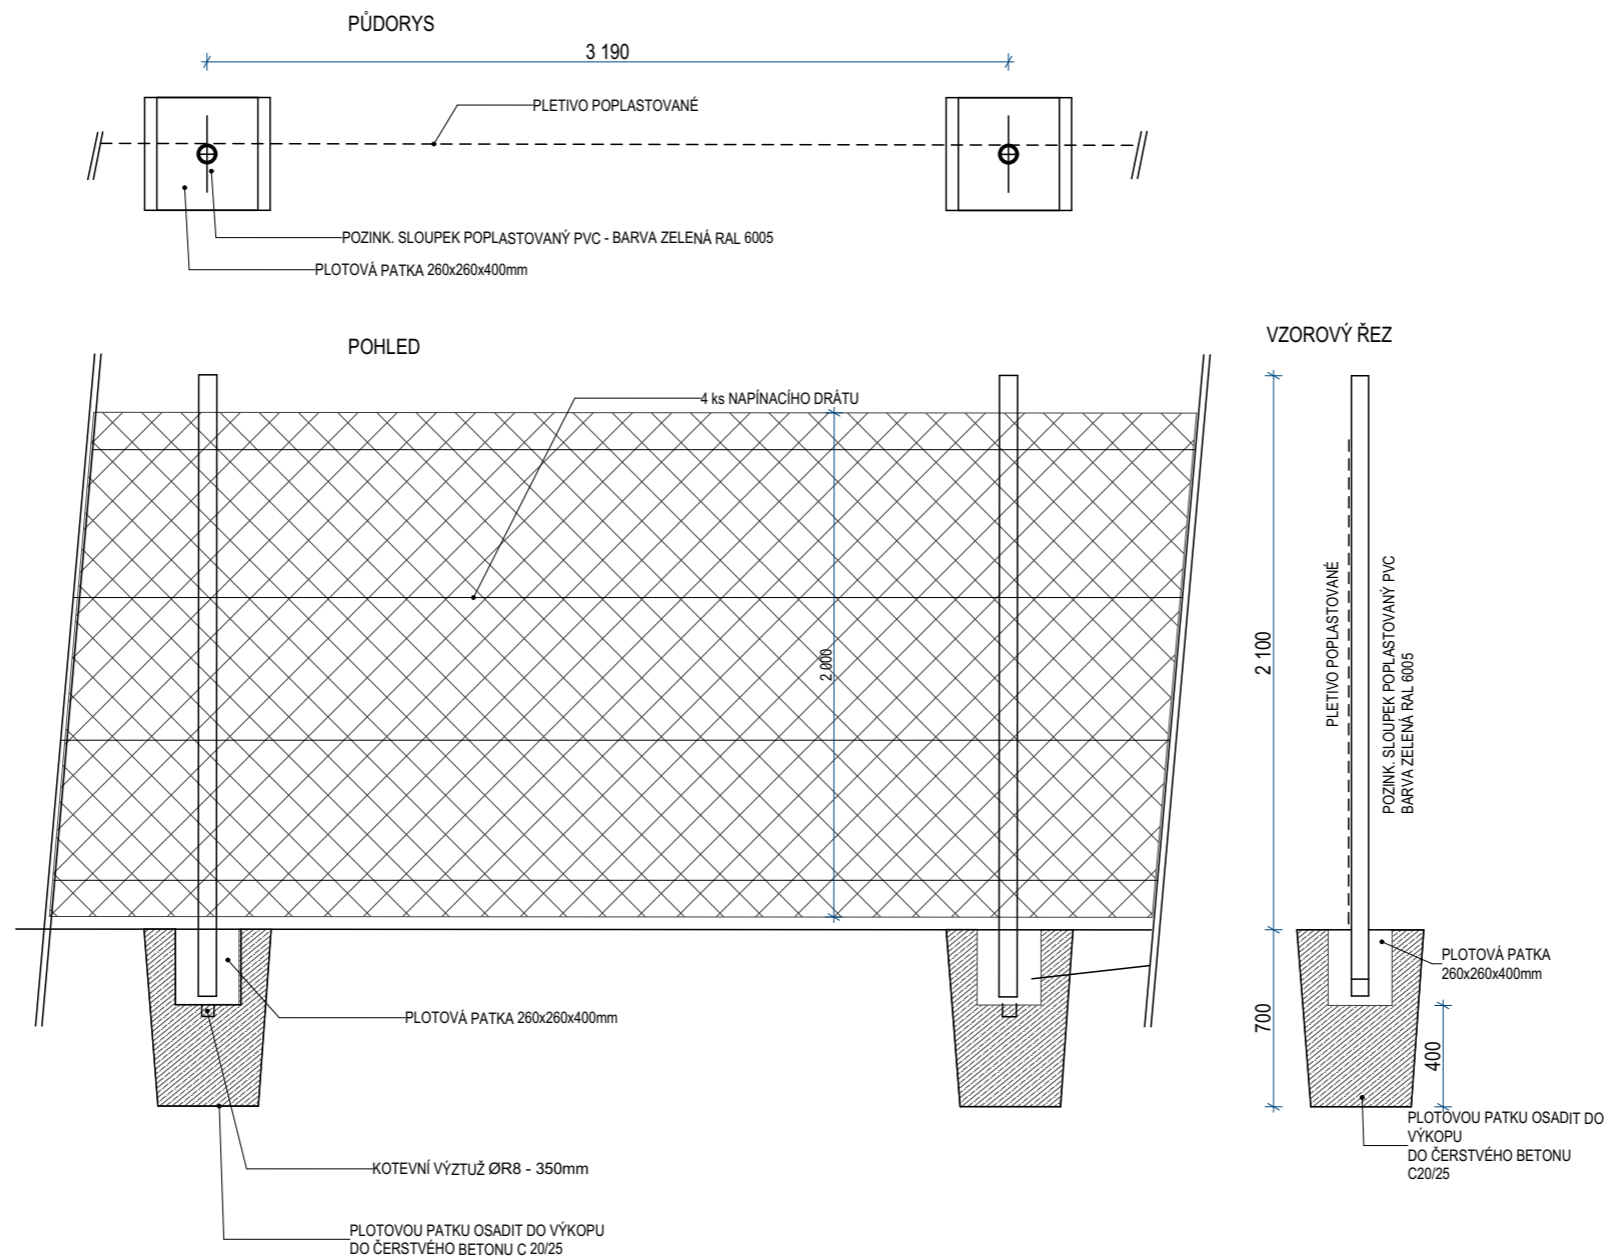 PŮDORYS
3 190
PLETIVO POPLASTOVANÉ
POZINK. SLOUPEK POPLASTOVANÝ PVC - BARVA ZELENÁ RAL 6005
PLOTOVÁ PATKA 260x260x400mm
POHLED
4 ks NAPÍNACÍHO DRÁTU
2 000
PLOTOVÁ PATKA 260x260x400mm
KOTEVNÍ VÝZTUŽ ØR8 - 350mm
PLOTOVOU PATKU OSADIT DO VÝKOPU
DO ČERSTVÉHO BETONU C 20/25
VZOROVÝ ŘEZ
2 100
PLETIVO POPLASTOVANÉ
POZINK. SLOUPEK POPLASTOVANÝ PVC
BARVA ZELENÁ RAL 6005
PLOTOVÁ PATKA
260x260x400mm
700
400
PLOTOVOU PATKU OSADIT DO
VÝKOPU
DO ČERSTVÉHO BETONU
C20/25